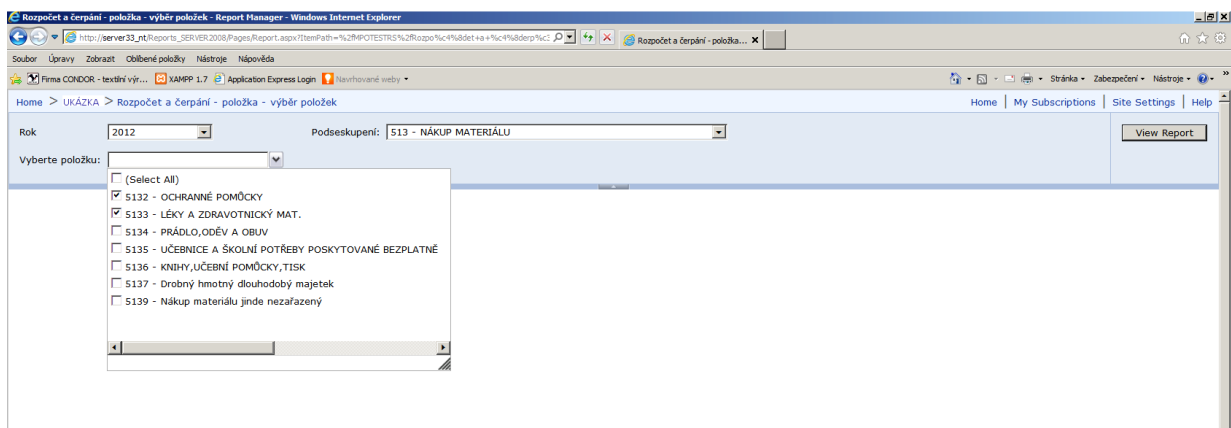 Rozpočet a čerpání - položka - výběr položek - Report Manager - Windows Internet Explorer
http://server33_nt/Reports_SERVER2008/Pages/Report.aspx?ItemPath=%2fMPOTESTRS%2fRozpo%c4%8det+a+%c4%8derp%c3 Rozpočet a čerpání - položka...
Soubor Úpravy Zobrazit Oblíbené položky Nástroje Nápověda
Firma CONDOR - textilní výr... XAMPP 1.7 Application Express Login Navrhované weby Stránka Zabezpečení Nástroje »
Home > UKÁZKA > Rozpočet a čerpání - položka - výběr položek Home | My Subscriptions | Site Settings | Help
Rok 2012 Podseskupení: 513 - NÁKUP MATERIÁLU View Report
Vyberte položku:
(Select All)
5132 - OCHRANNÉ POMŮCKY
5133 - LÉKY A ZDRAVOTNICKÝ MAT.
5134 - PRÁDLO,ODĚV A OBUV
5135 - UČEBNICE A ŠKOLNÍ POTŘEBY POSKYTOVANÉ BEZPLATNĚ
5136 - KNIHY,UČEBNÍ POMŮCKY,TISK
5137 - Drobný hmotný dlouhodobý majetek
5139 - Nákup materiálu jinde nezařazený